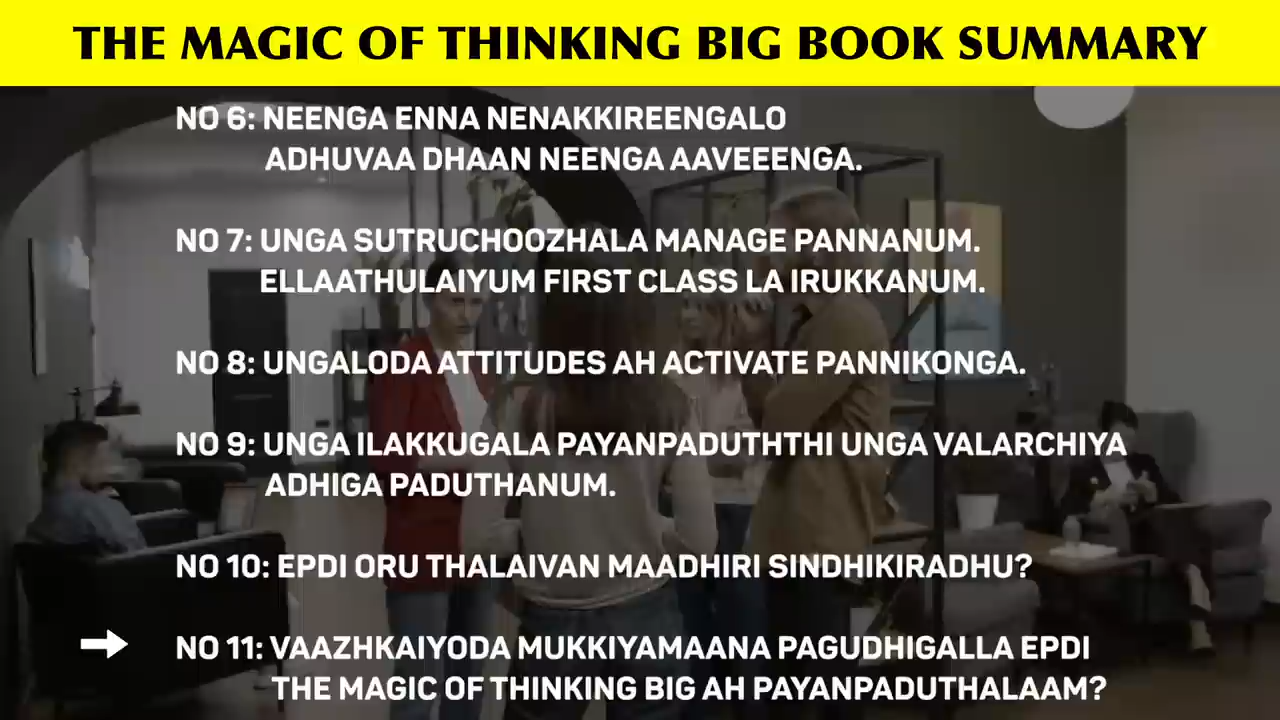 THE MAGIC OF THINKING BIG BOOK SUMMARY
NO 6: NEENGA ENNA NENAKKIREENGALO
ADHUVAA DHAAN NEENGA AAVEEENGA.
NO 7: UNGA SUTRUCHOOZHALA MANAGE PANNANUM.
ELLAATHULAIYUM FIRST CLASS LA IRUKKANUM.
NO 8: UNGALODA ATTITUDES AH ACTIVATE PANNIKONGA.
NO 9: UNGA ILAKKUGALA PAYANPADUTHTHI UNGA VALARCHIYA
ADHIGA PADUTHANUM.
NO 10: EPDI ORU THALAIVAN MAADHIRI SINDHIKIRADHU?
NO 11: VAAZHKAIYODA MUKKIYAMAANA PAGUDHIGALLA EPDI
THE MAGIC OF THINKING BIG AH PAYANPADUTHALAAM?